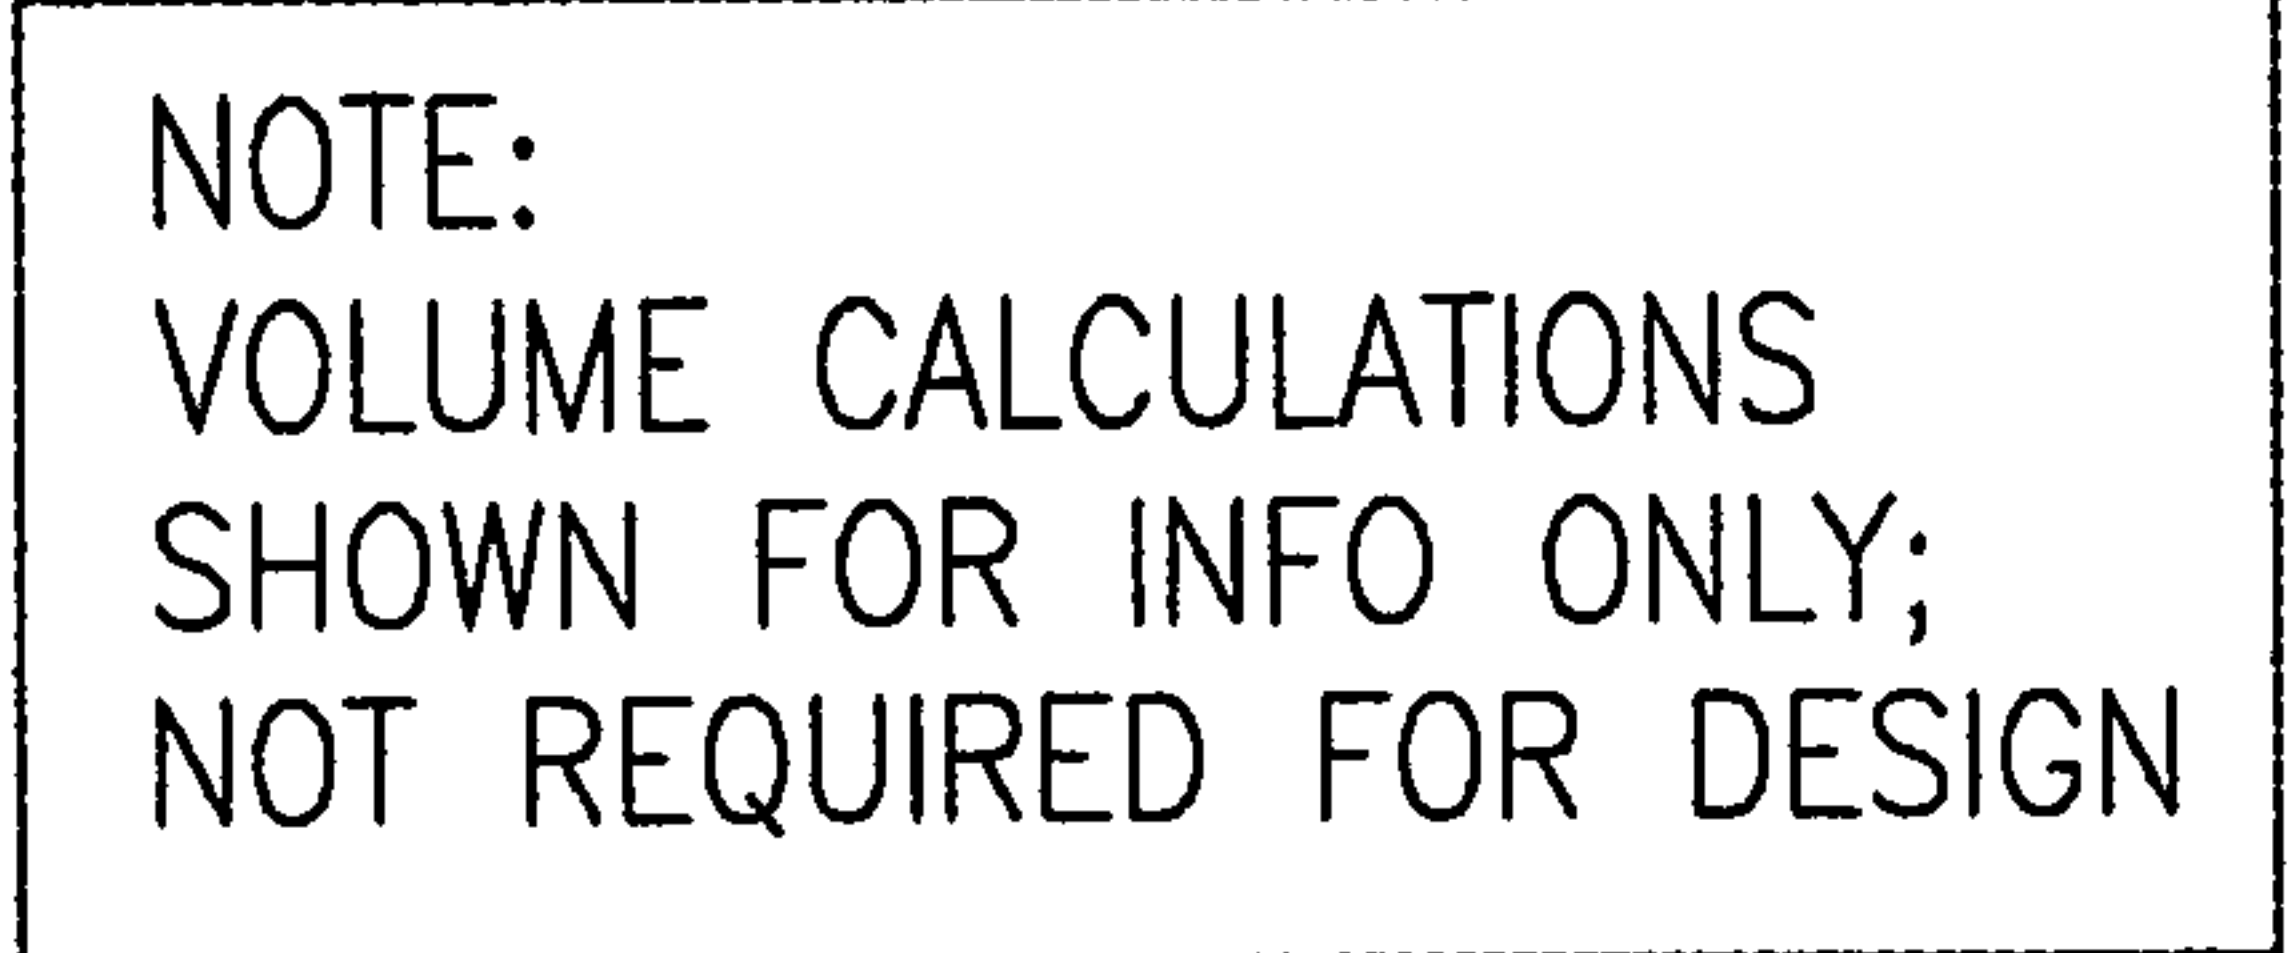 NOTE:
VOLUME CALCULATIONS
SHOWN FOR INFO ONLY;
NOT REQUIRED FOR DESIGN